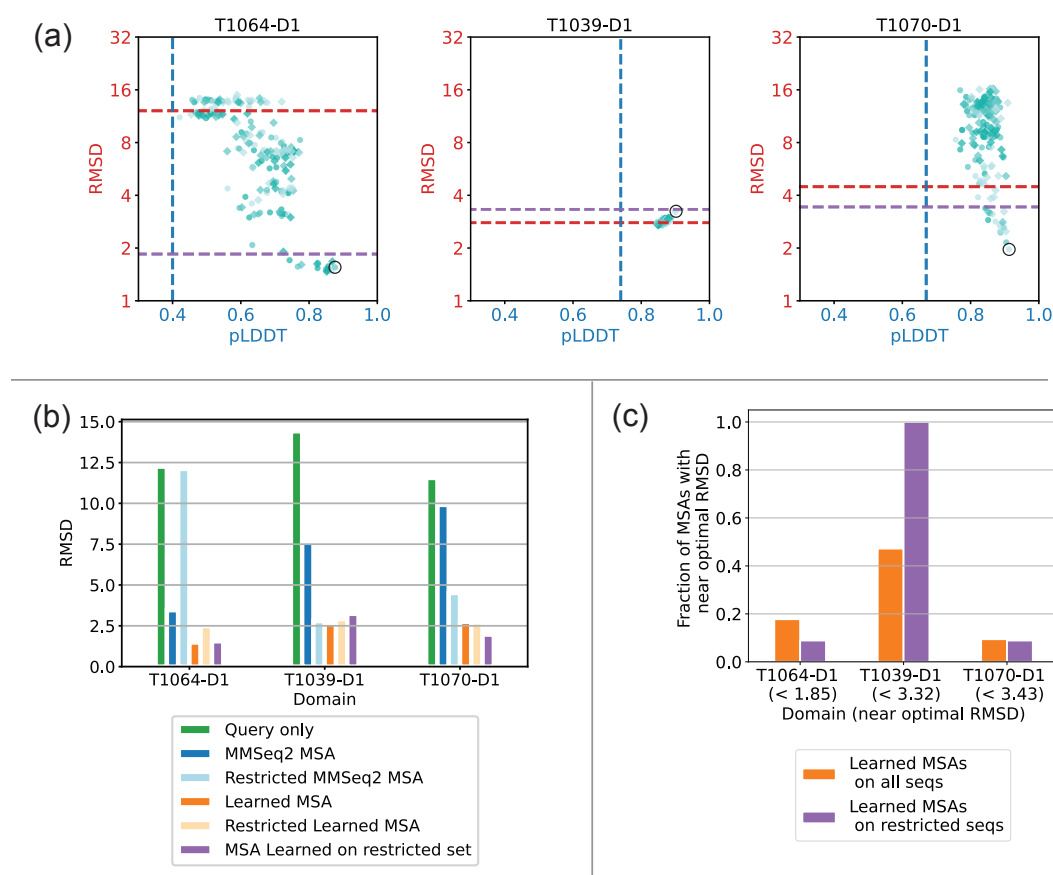 (a)
T1064-D1
T1039-D1
T1070-D1
RMSD
32
16
8
4
2
1
0.4 0.6 0.8 1.0
pLDDT
RMSD
32
16
8
4
2
1
0.4 0.6 0.8 1.0
pLDDT
RMSD
32
16
8
4
2
1
0.4 0.6 0.8 1.0
pLDDT
(b)
RMSD
15.0
12.5
10.0
7.5
5.0
2.5
0.0
T1064-D1 T1039-D1 T1070-D1
Domain
Query only
MMSeq2 MSA
Restricted MMSeq2 MSA
Learned MSA
Restricted Learned MSA
MSA Learned on restricted set
(c)
Fraction of MSAs with
near optimal RMSD
1.0
0.8
0.6
0.4
0.2
0.0
T1064-D1 T1039-D1 T1070-D1
(< 1.85) (< 3.32) (< 3.43)
Domain (near optimal RMSD)
Learned MSAs
on all seqs
Learned MSAs
on restricted seqs